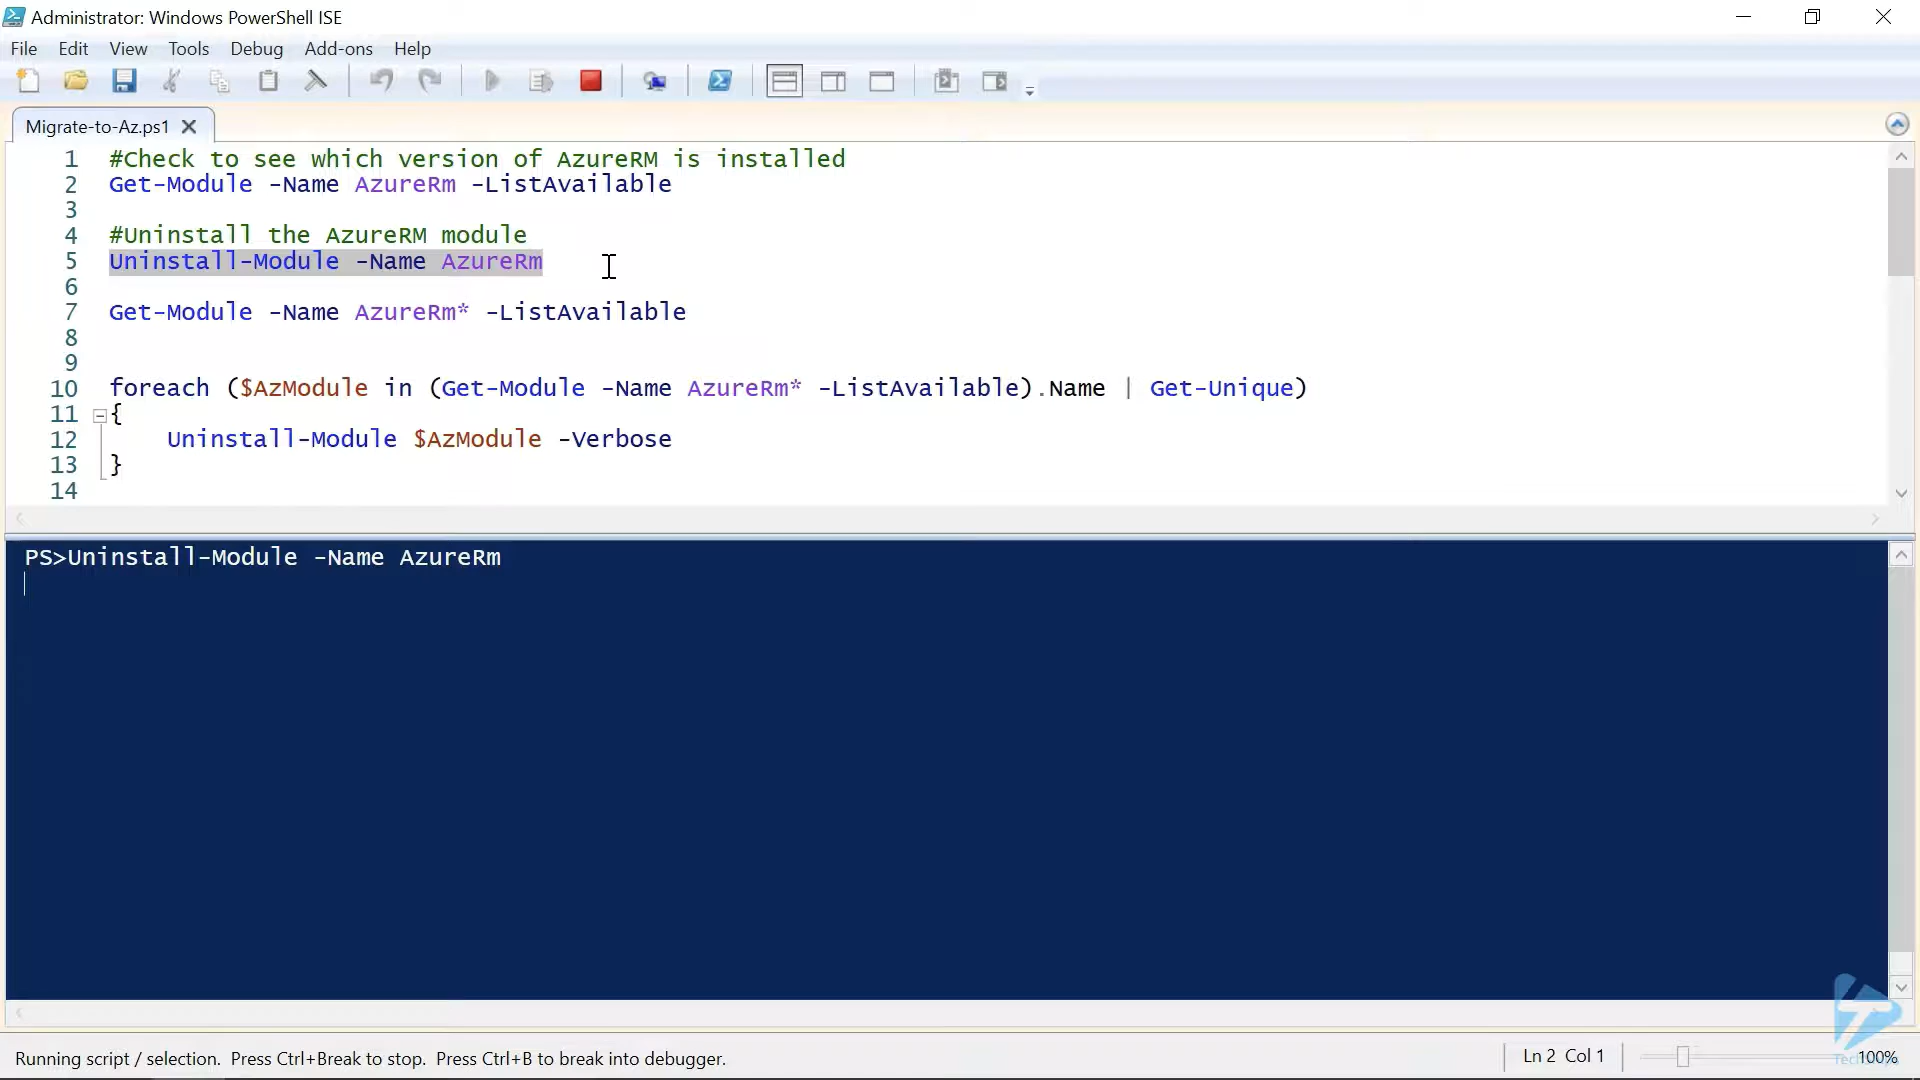 Administrator: Windows PowerShell ISE
File Edit View Tools Debug Add-ons Help
Migrate-to-Az.ps1
1 #Check to see which version of AzureRM is installed
2 Get-Module -Name AzureRm -ListAvailable
3
4 #Uninstall the AzureRM module
5 Uninstall-Module -Name AzureRm
6
7 Get-Module -Name AzureRm* -ListAvailable
8
9
10 foreach ($AzModule in (Get-Module -Name AzureRm* -ListAvailable).Name | Get-Unique)
11 {
12 Uninstall-Module $AzModule -Verbose
13 }
14
PS>Uninstall-Module -Name AzureRm
Running script / selection. Press Ctrl+Break to stop. Press Ctrl+B to break into debugger.
Ln 2 Col 1
100%